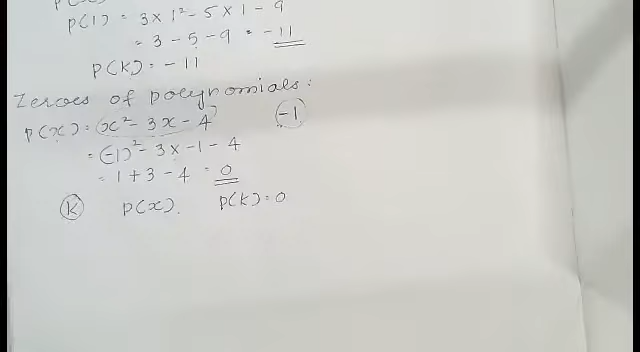 P(1) = 3 × 1² - 5 × 1 - 9
= 3 - 5 - 9 = -11
P(K) = -11
Zeroes of polynomials:
P(x) = x² - 3x - 4 (-1)
= (-1)² - 3 × -1 - 4
= 1 + 3 - 4 = 0
K P(x). P(K) = 0